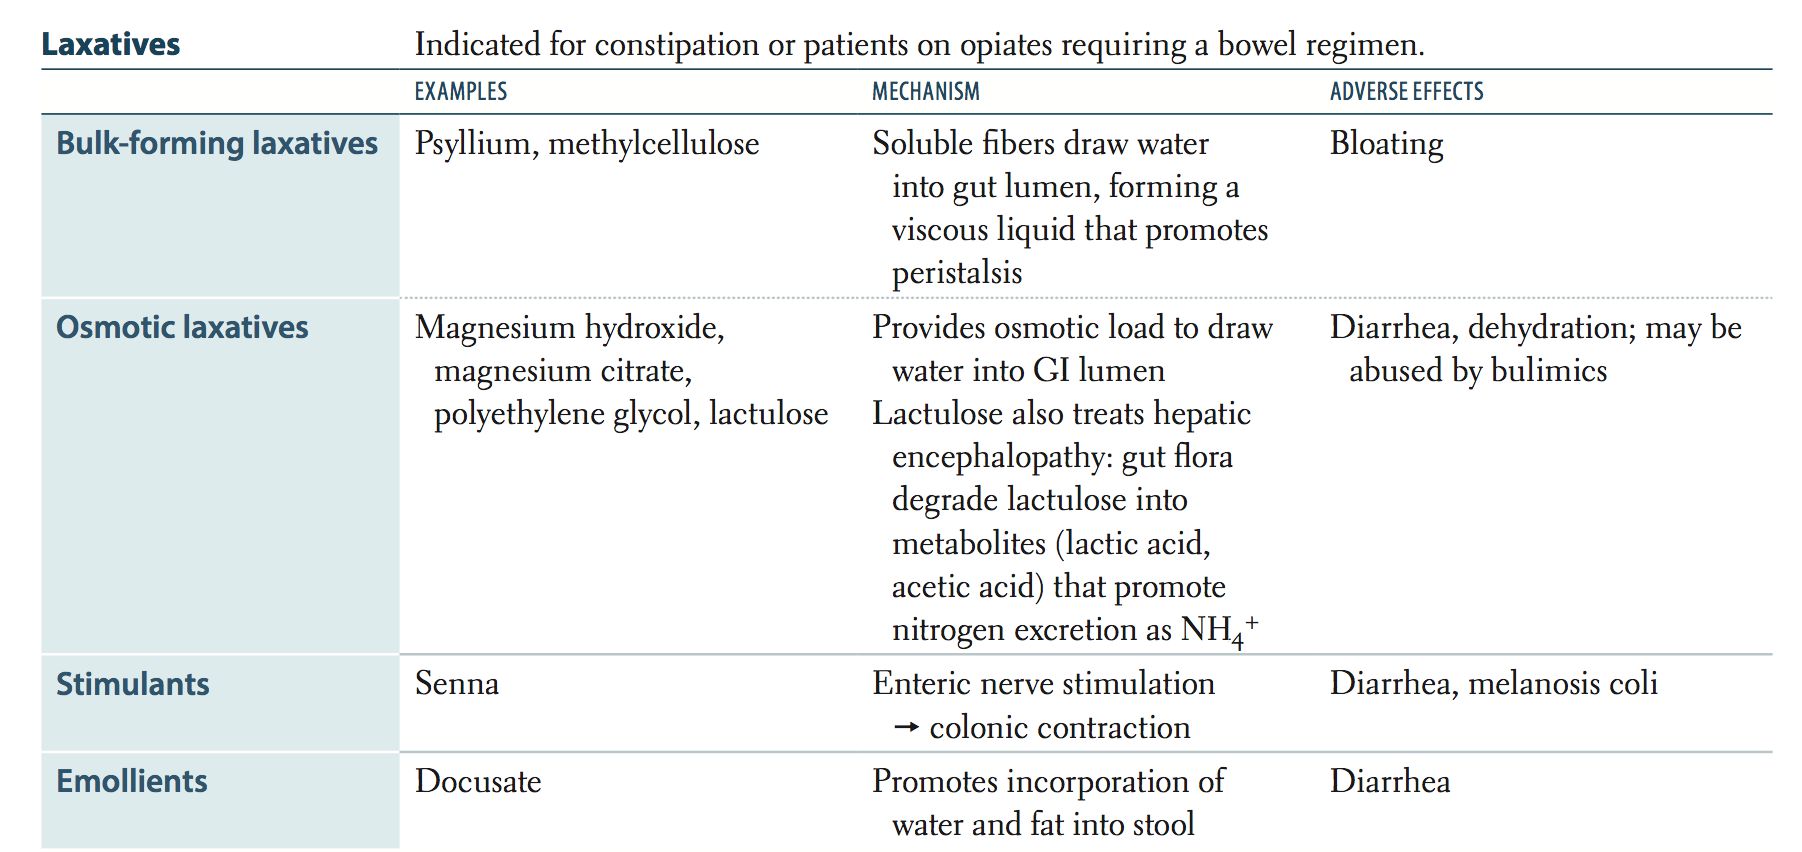 Laxatives Indicated for constipation or patients on opiates requiring a bowel regimen.
EXAMPLES MECHANISM ADVERSE EFFECTS
Bulk-forming laxatives Psyllium, methylcellulose Soluble fibers draw water Bloating
into gut lumen, forming a
viscous liquid that promotes
peristalsis
Osmotic laxatives Magnesium hydroxide, Provides osmotic load to draw Diarrhea, dehydration; may be
magnesium citrate, water into GI lumen abused by bulimics
polyethylene glycol, lactulose Lactulose also treats hepatic
encephalopathy: gut flora
degrade lactulose into
metabolites (lactic acid,
acetic acid) that promote
nitrogen excretion as NH₄⁺
Stimulants Senna Enteric nerve stimulation Diarrhea, melanosis coli
→ colonic contraction
Emollients Docusate Promotes incorporation of Diarrhea
water and fat into stool